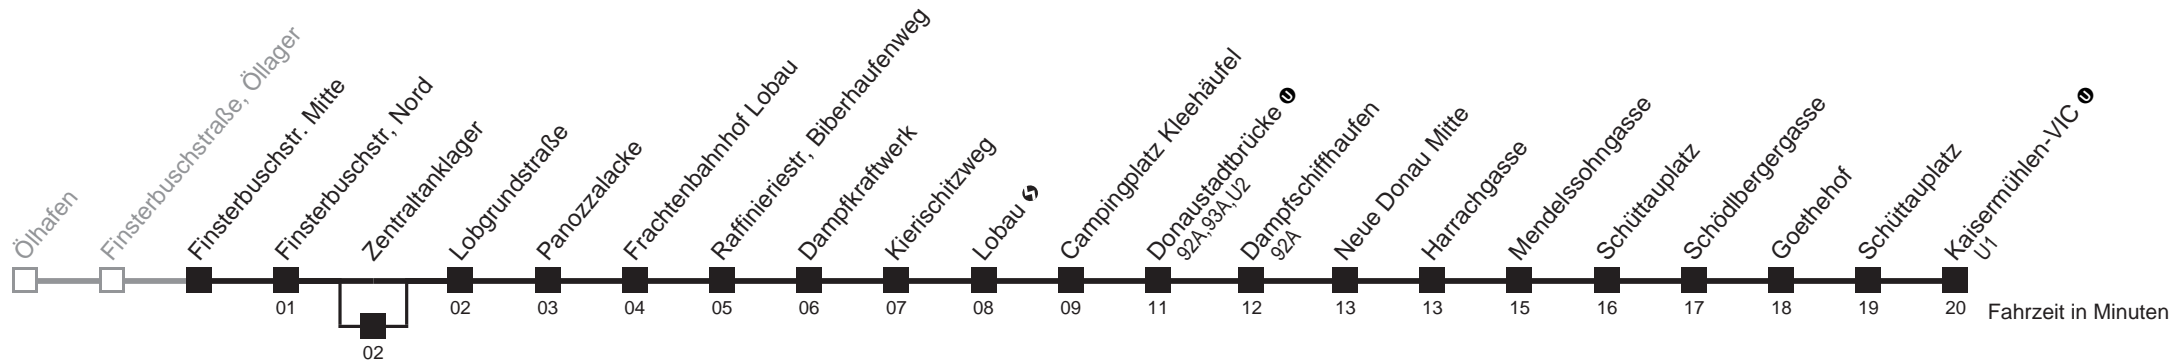 Ölhafen
Finsterbuschstraße, Öllager
Finsterbuschstr. Mitte
Finsterbuschstr, Nord
Zentraltanklager
Lobgrundstraße
Panozzalacke
Frachtenbahnhof Lobau
Raffinieriestr, Biberhaufenweg
Dampfkraftwerk
Kierischitzweg
Lobau
Campingplatz Kleehäufel
Donaustadtbrücke U
92A,93A,U2
Dampfschiffhaufen
92A
Neue Donau Mitte
Harrachgasse
Mendelssohngasse
Schüttauplatz
Schödlbergergasse
Goethehof
Schüttauplatz
Kaisermühlen-VIC U
U1
01 02 03 04 05 06 07 08 09 11 12 13 13 15 16 17 18 19 20 Fahrzeit in Minuten
02